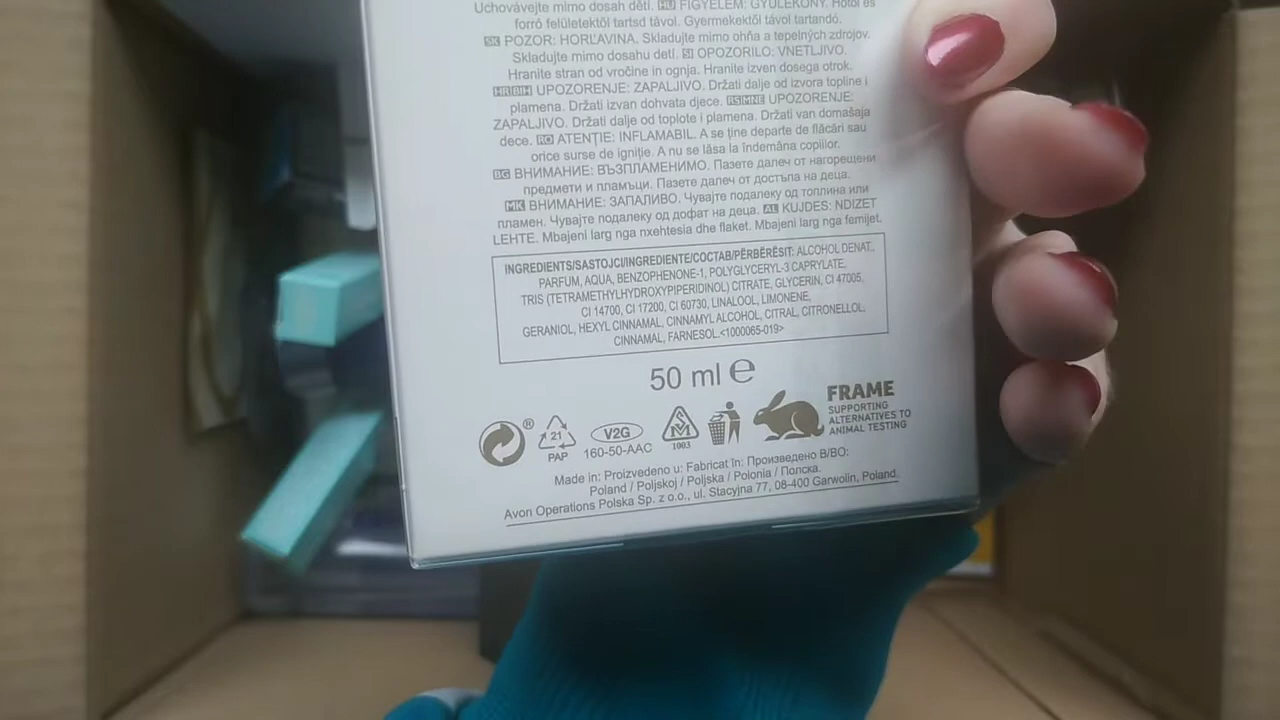 Uchovávejte mimo dosah dětí. HU FIGYELEM: GYÚLÉKONY. Hőtől és
forró felületektől tartsd távol. Gyermekektől távol tartandó.
SK POZOR: HORĽAVINA. Skladujte mimo ohňa a tepelných zdrojov.
Skladujte mimo dosahu detí. SI OPOZORILO: VNETLJIVO.
Hranite stran od vročine in ognja. Hranite izven dosega otrok.
HR BIH UPOZORENJE: ZAPALJIVO. Držati dalje od izvora topline i
plamena. Držati izvan dohvata djece. RS MNE UPOZORENJE:
ZAPALJIVO. Držati dalje od toplote i plamena. Držati van domašaja
dece. RO ATENȚIE: INFLAMABIL. A se ține departe de flăcări sau
orice surse de igniție. A nu se lăsa la îndemâna copiilor.
BG ВНИМАНИЕ: ВЪЗПЛАМЕНИМО. Пазете далеч от нагорещени
предмети и пламъци. Пазете далеч от достъпа на деца.
MK ВНИМАНИЕ: ЗАПАЛИВО. Чувајте подалеку од топлина или
пламен. Чувајте подалеку од дофат на деца. AL KUJDES: NDIZET
LEHTE. Mbajeni larg nga nxehtesia dhe flaket. Mbajeni larg nga femijet.
INGREDIENTS/SASTOJCI/INGREDIENTE/СОСТАВ/PËRBËRËSIT: ALCOHOL DENAT.,
PARFUM, AQUA, BENZOPHENONE-1, POLYGLYCERYL-3 CAPRYLATE,
TRIS (TETRAMETHYLHYDROXYPIPERIDINOL) CITRATE, GLYCERIN, CI 47005,
CI 14700, CI 17200, CI 60730, LINALOOL, LIMONENE,
GERANIOL, HEXYL CINNAMAL, CINNAMYL ALCOHOL, CITRAL, CITRONELLOL,
CINNAMAL, FARNESOL.<1000065-019>
50 ml e
® 21 PAP
V2G
160-50-AAC
1003
FRAME
SUPPORTING
ALTERNATIVES TO
ANIMAL TESTING
Made in: Proizvedeno u: Fabricat în: Произведено В/ВО:
Poland / Poljskoj / Poljska / Polonia / Полска.
Avon Operations Polska Sp. z o.o., ul. Stacyjna 77, 08-400 Garwolin, Poland.